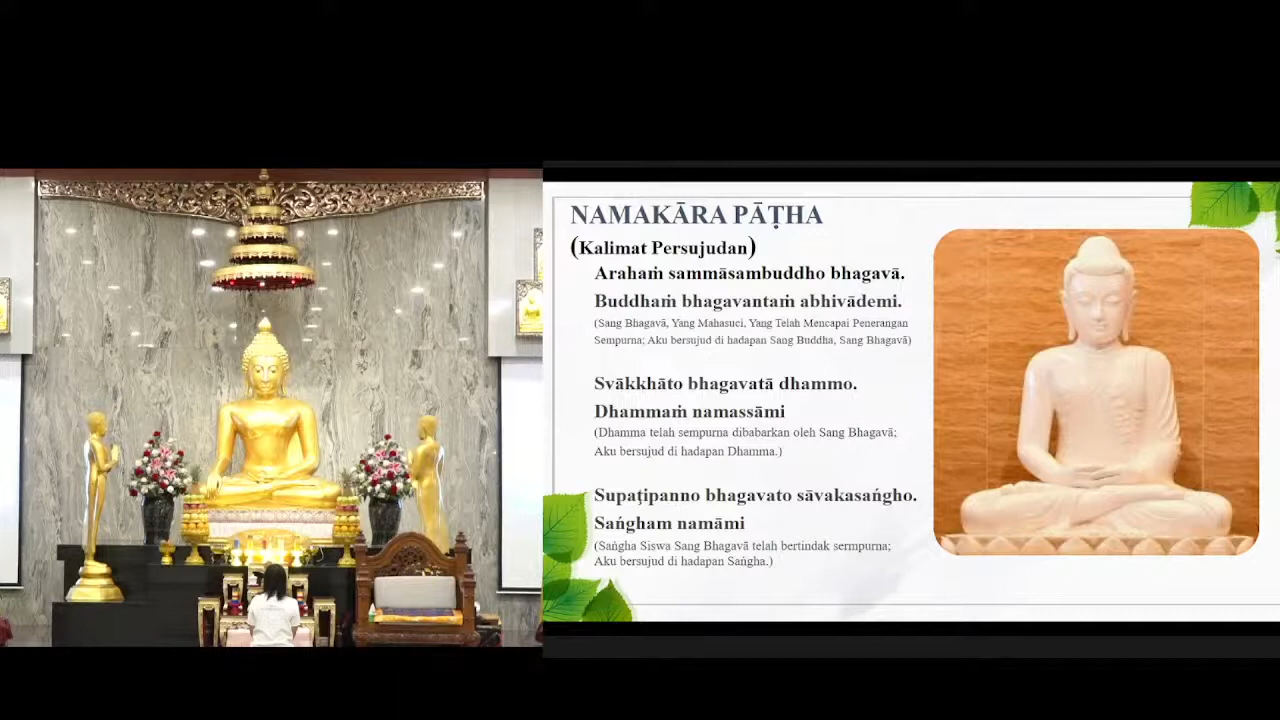 NAMAKĀRA PĀṬHA
(Kalimat Persujudan)
Arahaṁ sammāsambuddho bhagavā.
Buddhaṁ bhagavantaṁ abhivādemi.
(Sang Bhagavā, Yang Mahasuci, Yang Telah Mencapai Penerangan
Sempurna; Aku bersujud di hadapan Sang Buddha, Sang Bhagavā)
Svākkhāto bhagavatā dhammo.
Dhammaṁ namassāmi
(Dhamma telah sempurna dibabarkan oleh Sang Bhagavā;
Aku bersujud di hadapan Dhamma.)
Supaṭipanno bhagavato sāvakasaṅgho.
Saṅgham namāmi
(Saṅgha Siswa Sang Bhagavā telah bertindak sermpurna;
Aku bersujud di hadapan Saṅgha.)